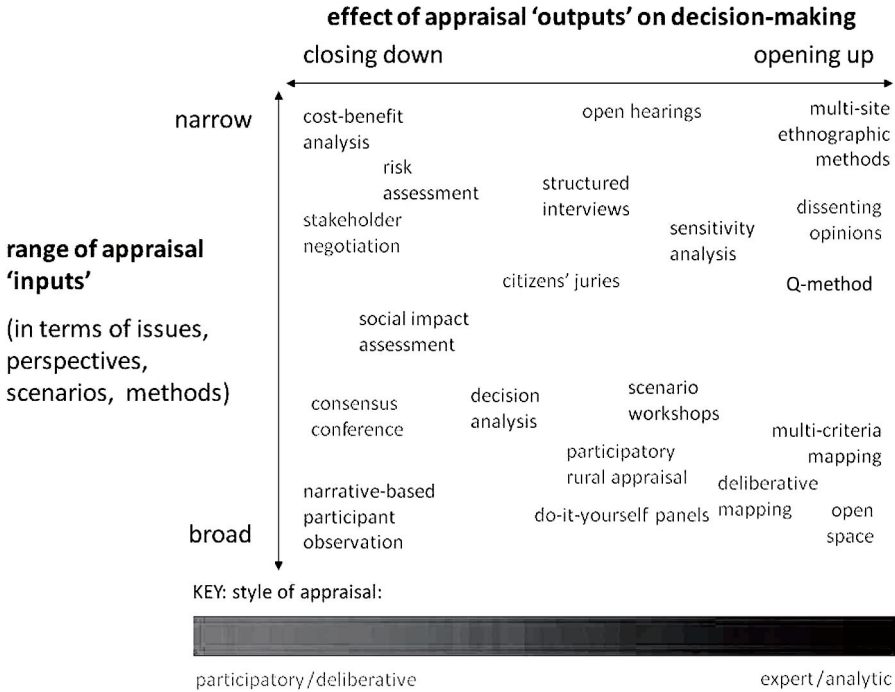 effect of appraisal ‘outputs’ on decision-making
closing down
opening up
narrow
broad
range of appraisal
‘inputs’
(in terms of issues,
perspectives,
scenarios, methods)
cost-benefit
analysis
open hearings
multi-site
ethnographic
methods
risk
assessment
structured
interviews
stakeholder
negotiation
dissenting
opinions
sensitivity
analysis
citizens’ juries
Q-method
social impact
assessment
consensus
conference
decision
analysis
scenario
workshops
multi-criteria
mapping
participatory
rural appraisal
deliberative
mapping
narrative-based
participant
observation
do-it-yourself panels
open
space
KEY: style of appraisal:
participatory/deliberative
expert/analytic